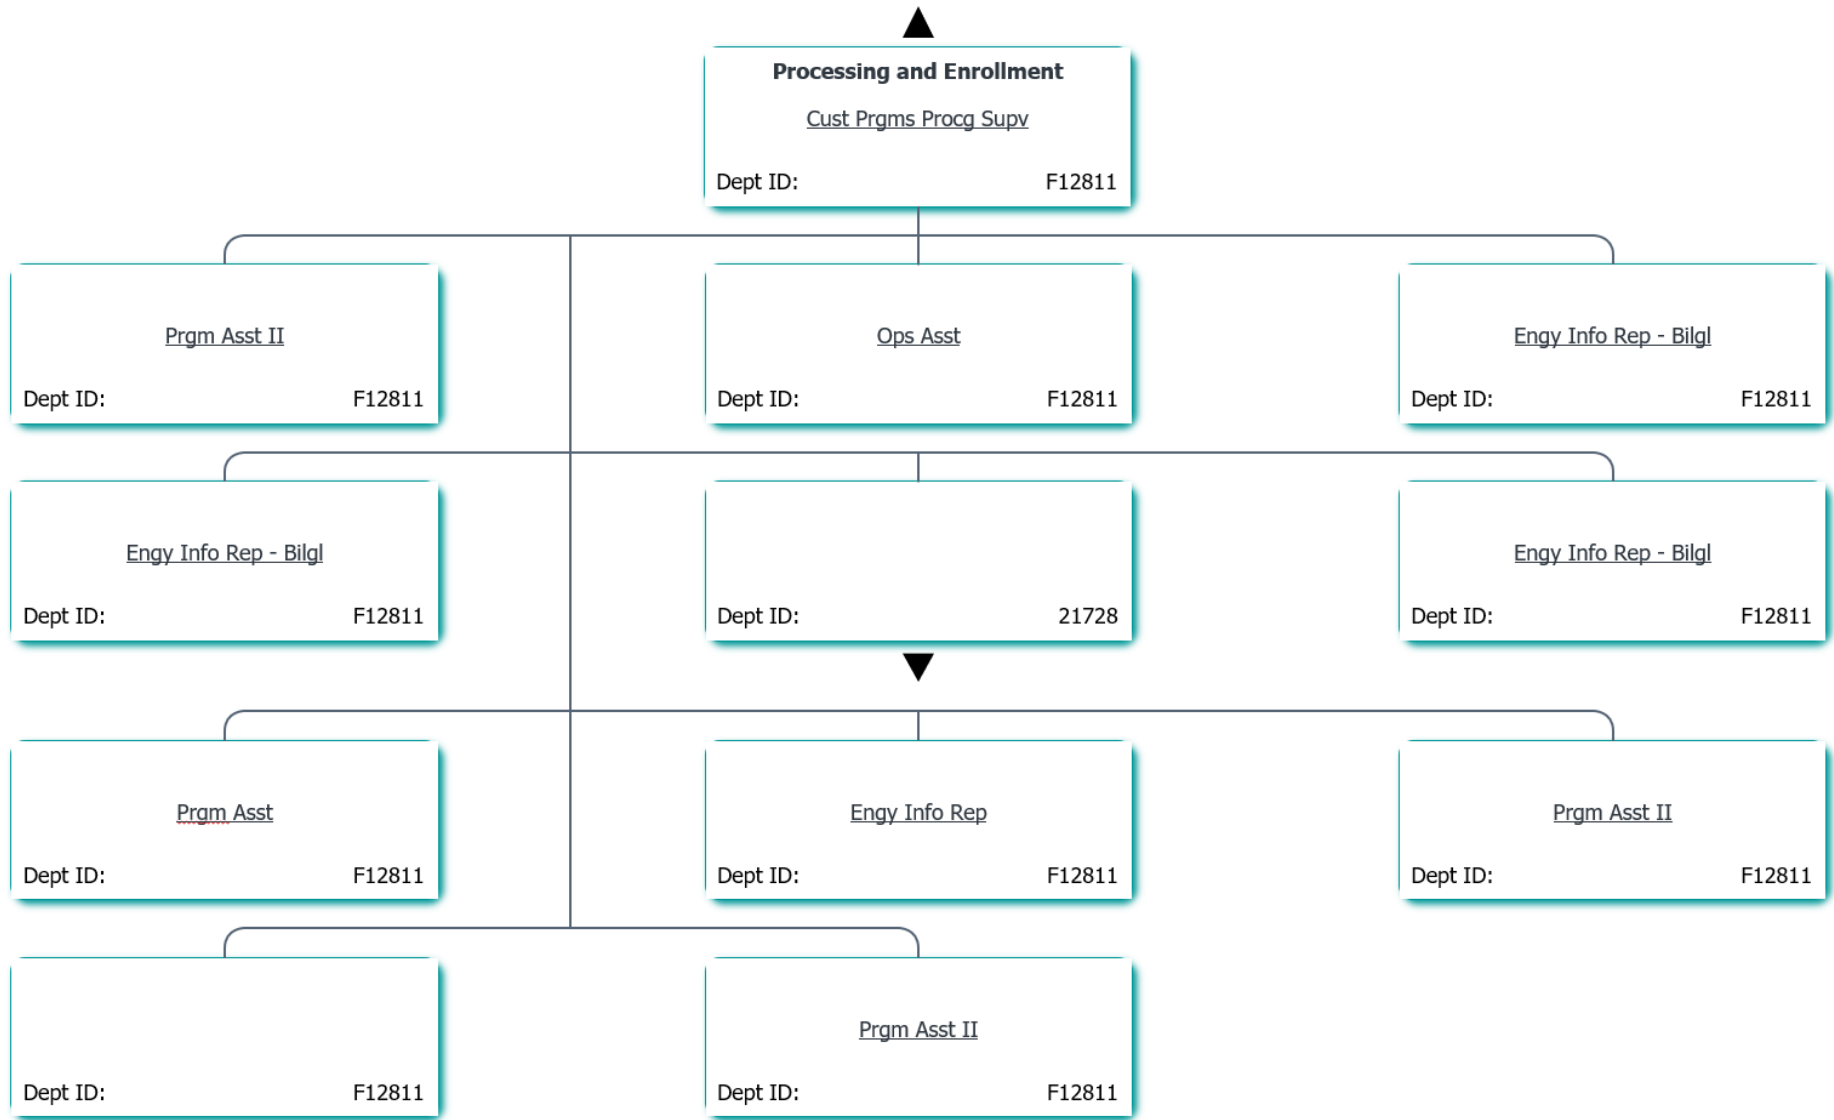 Processing and Enrollment
Cust Prgms Procg Supv
Dept ID: F12811
Prgm Asst II
Dept ID: F12811
Ops Asst
Dept ID: F12811
Engy Info Rep - Bilgl
Dept ID: F12811
Engy Info Rep - Bilgl
Dept ID: F12811
Dept ID: 21728
Engy Info Rep - Bilgl
Dept ID: F12811
Prgm Asst
Dept ID: F12811
Engy Info Rep
Dept ID: F12811
Prgm Asst II
Dept ID: F12811
Dept ID: F12811
Prgm Asst II
Dept ID: F12811